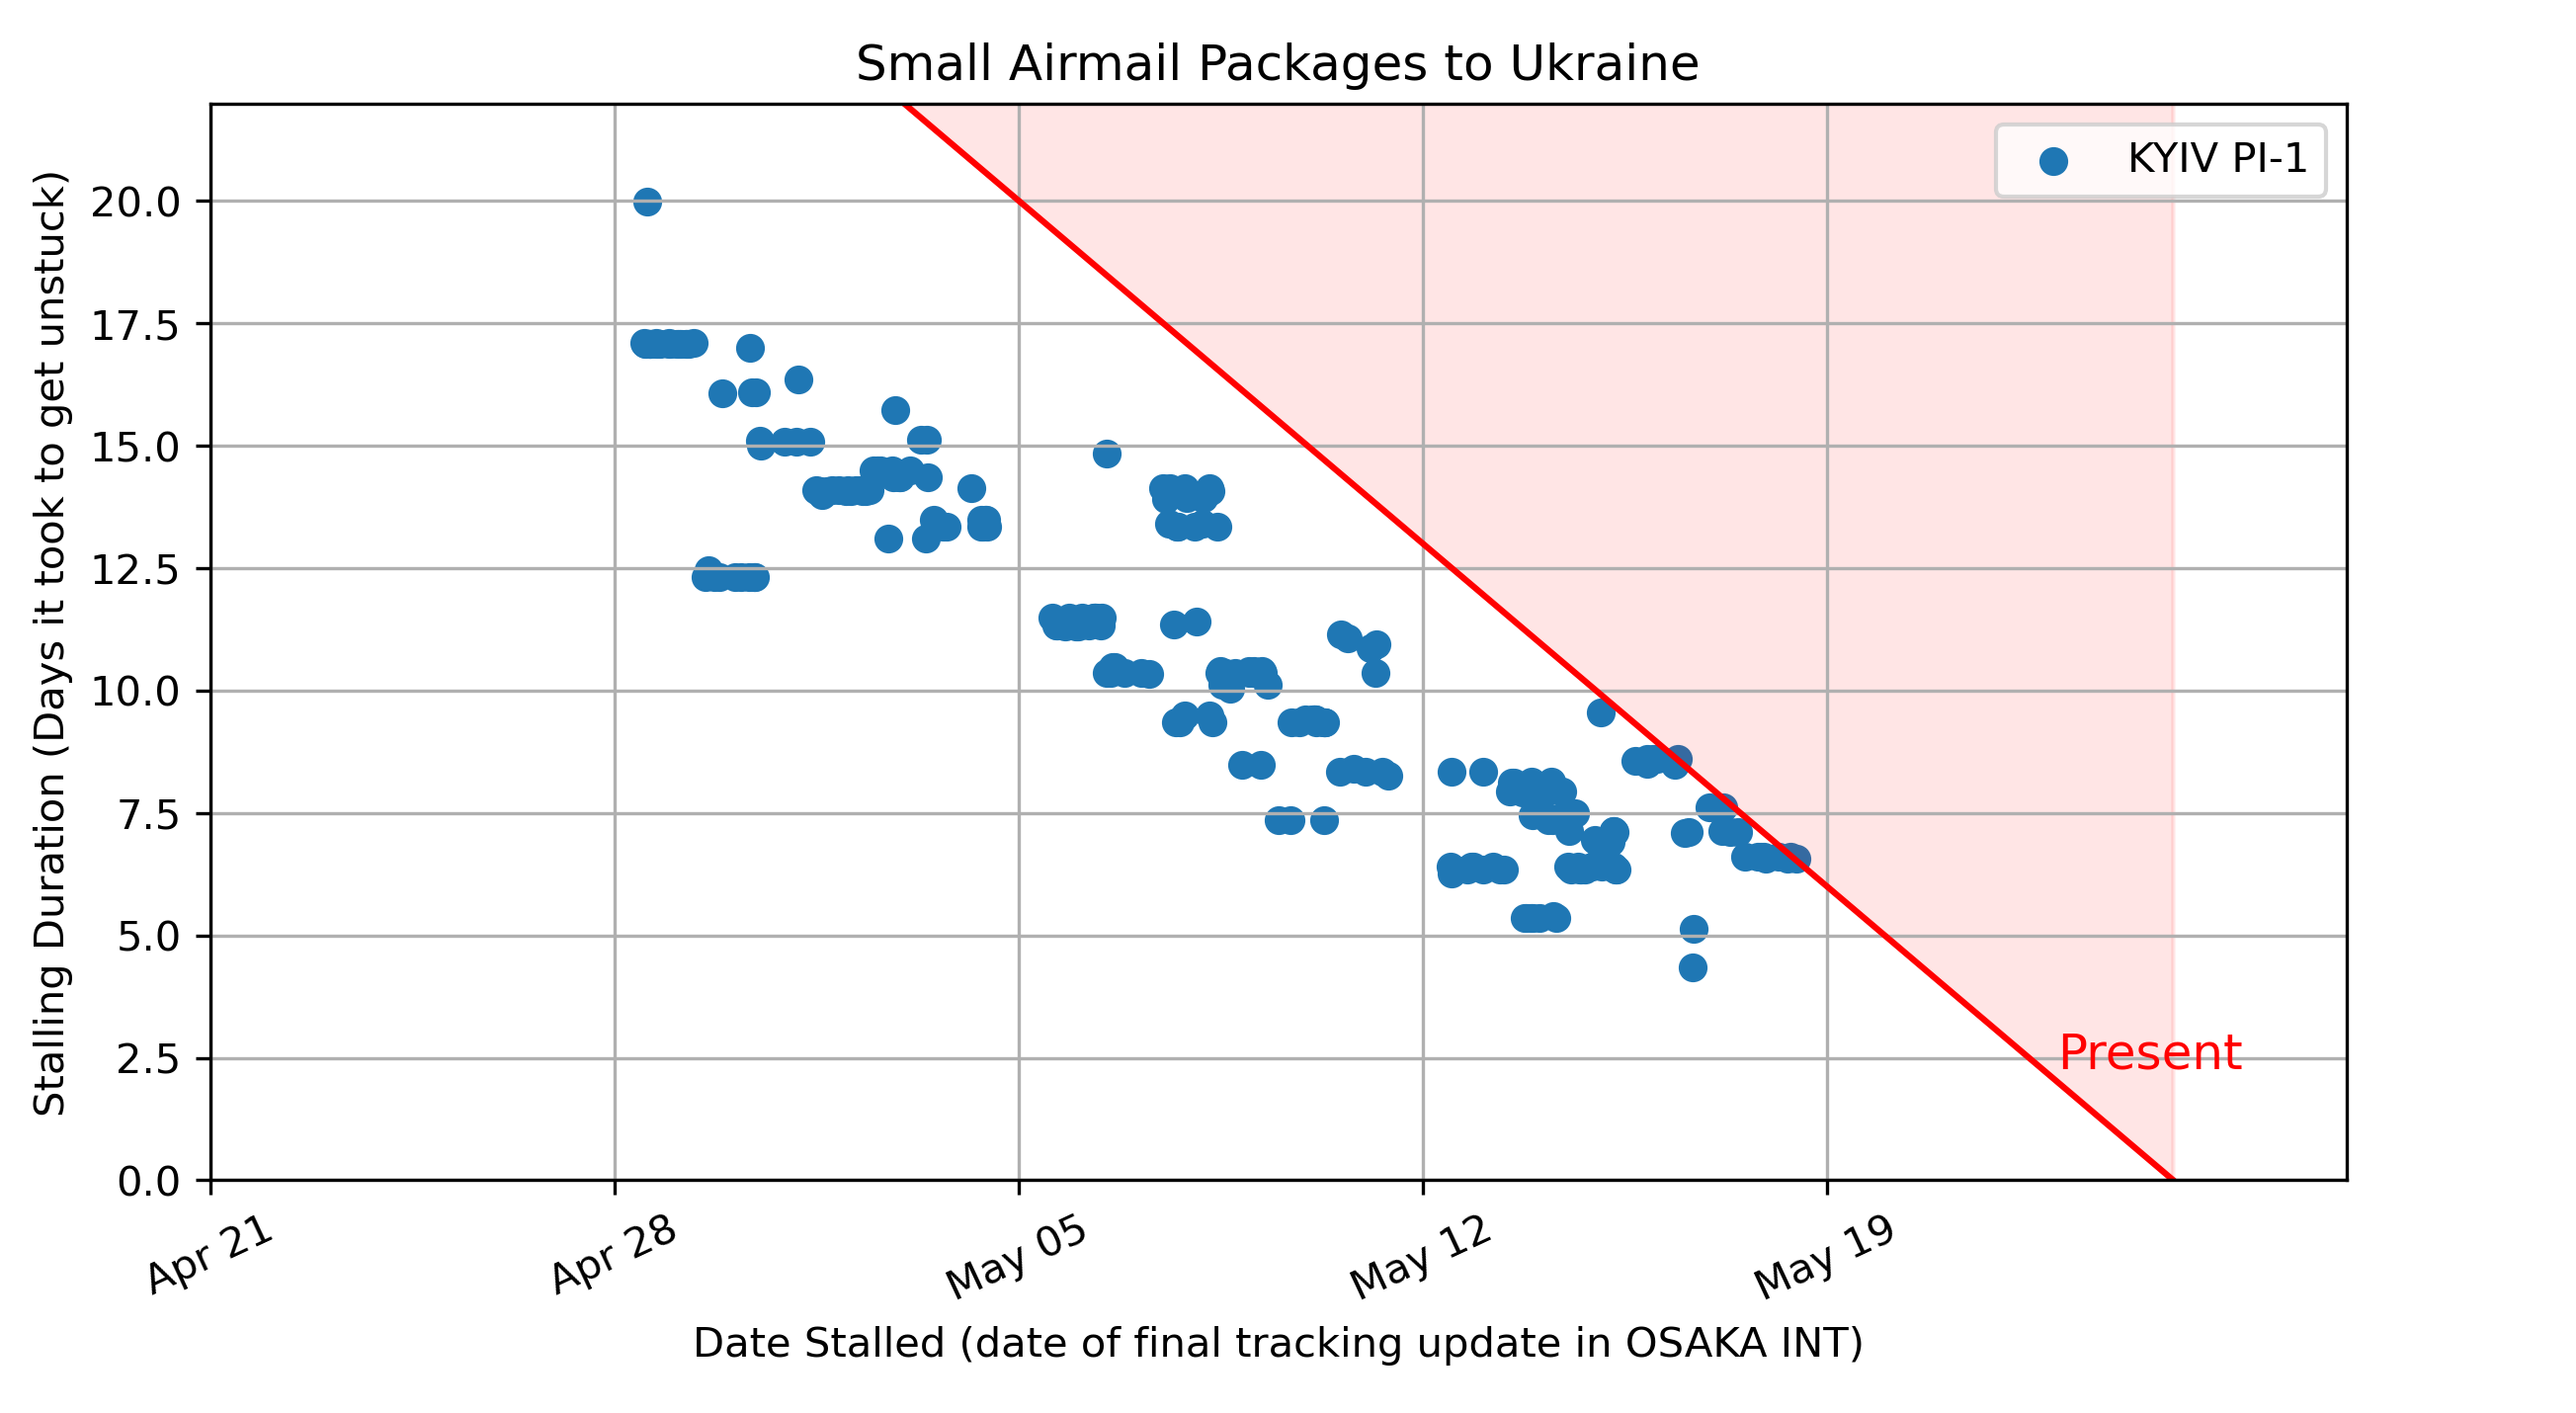 Small Airmail Packages to Ukraine
KYIV PI-1
Stalling Duration (Days it took to get unstuck)
20.0
17.5
15.0
12.5
10.0
7.5
5.0
2.5
0.0
Present
Apr 21
Apr 28
May 05
May 12
May 19
Date Stalled (date of final tracking update in OSAKA INT)